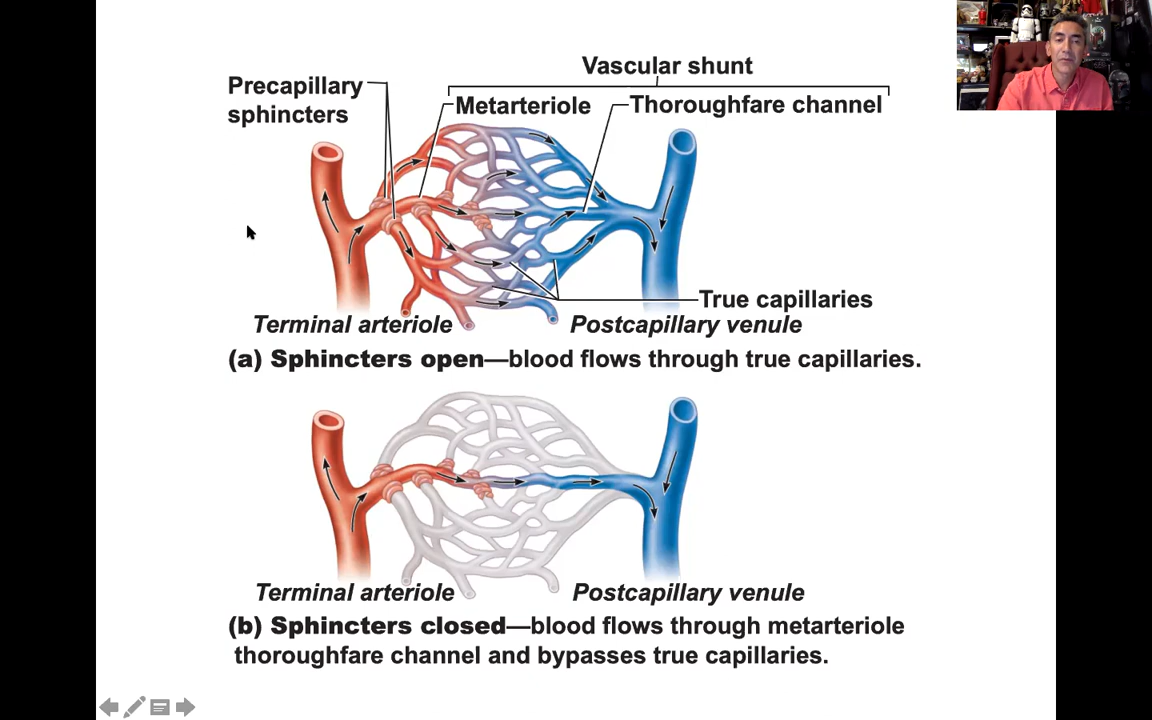 Vascular shunt
Precapillary
sphincters
Metarteriole
Thoroughfare channel
True capillaries
Terminal arteriole
Postcapillary venule
(a) Sphincters open—blood flows through true capillaries.
Terminal arteriole
Postcapillary venule
(b) Sphincters closed—blood flows through metarteriole
thoroughfare channel and bypasses true capillaries.